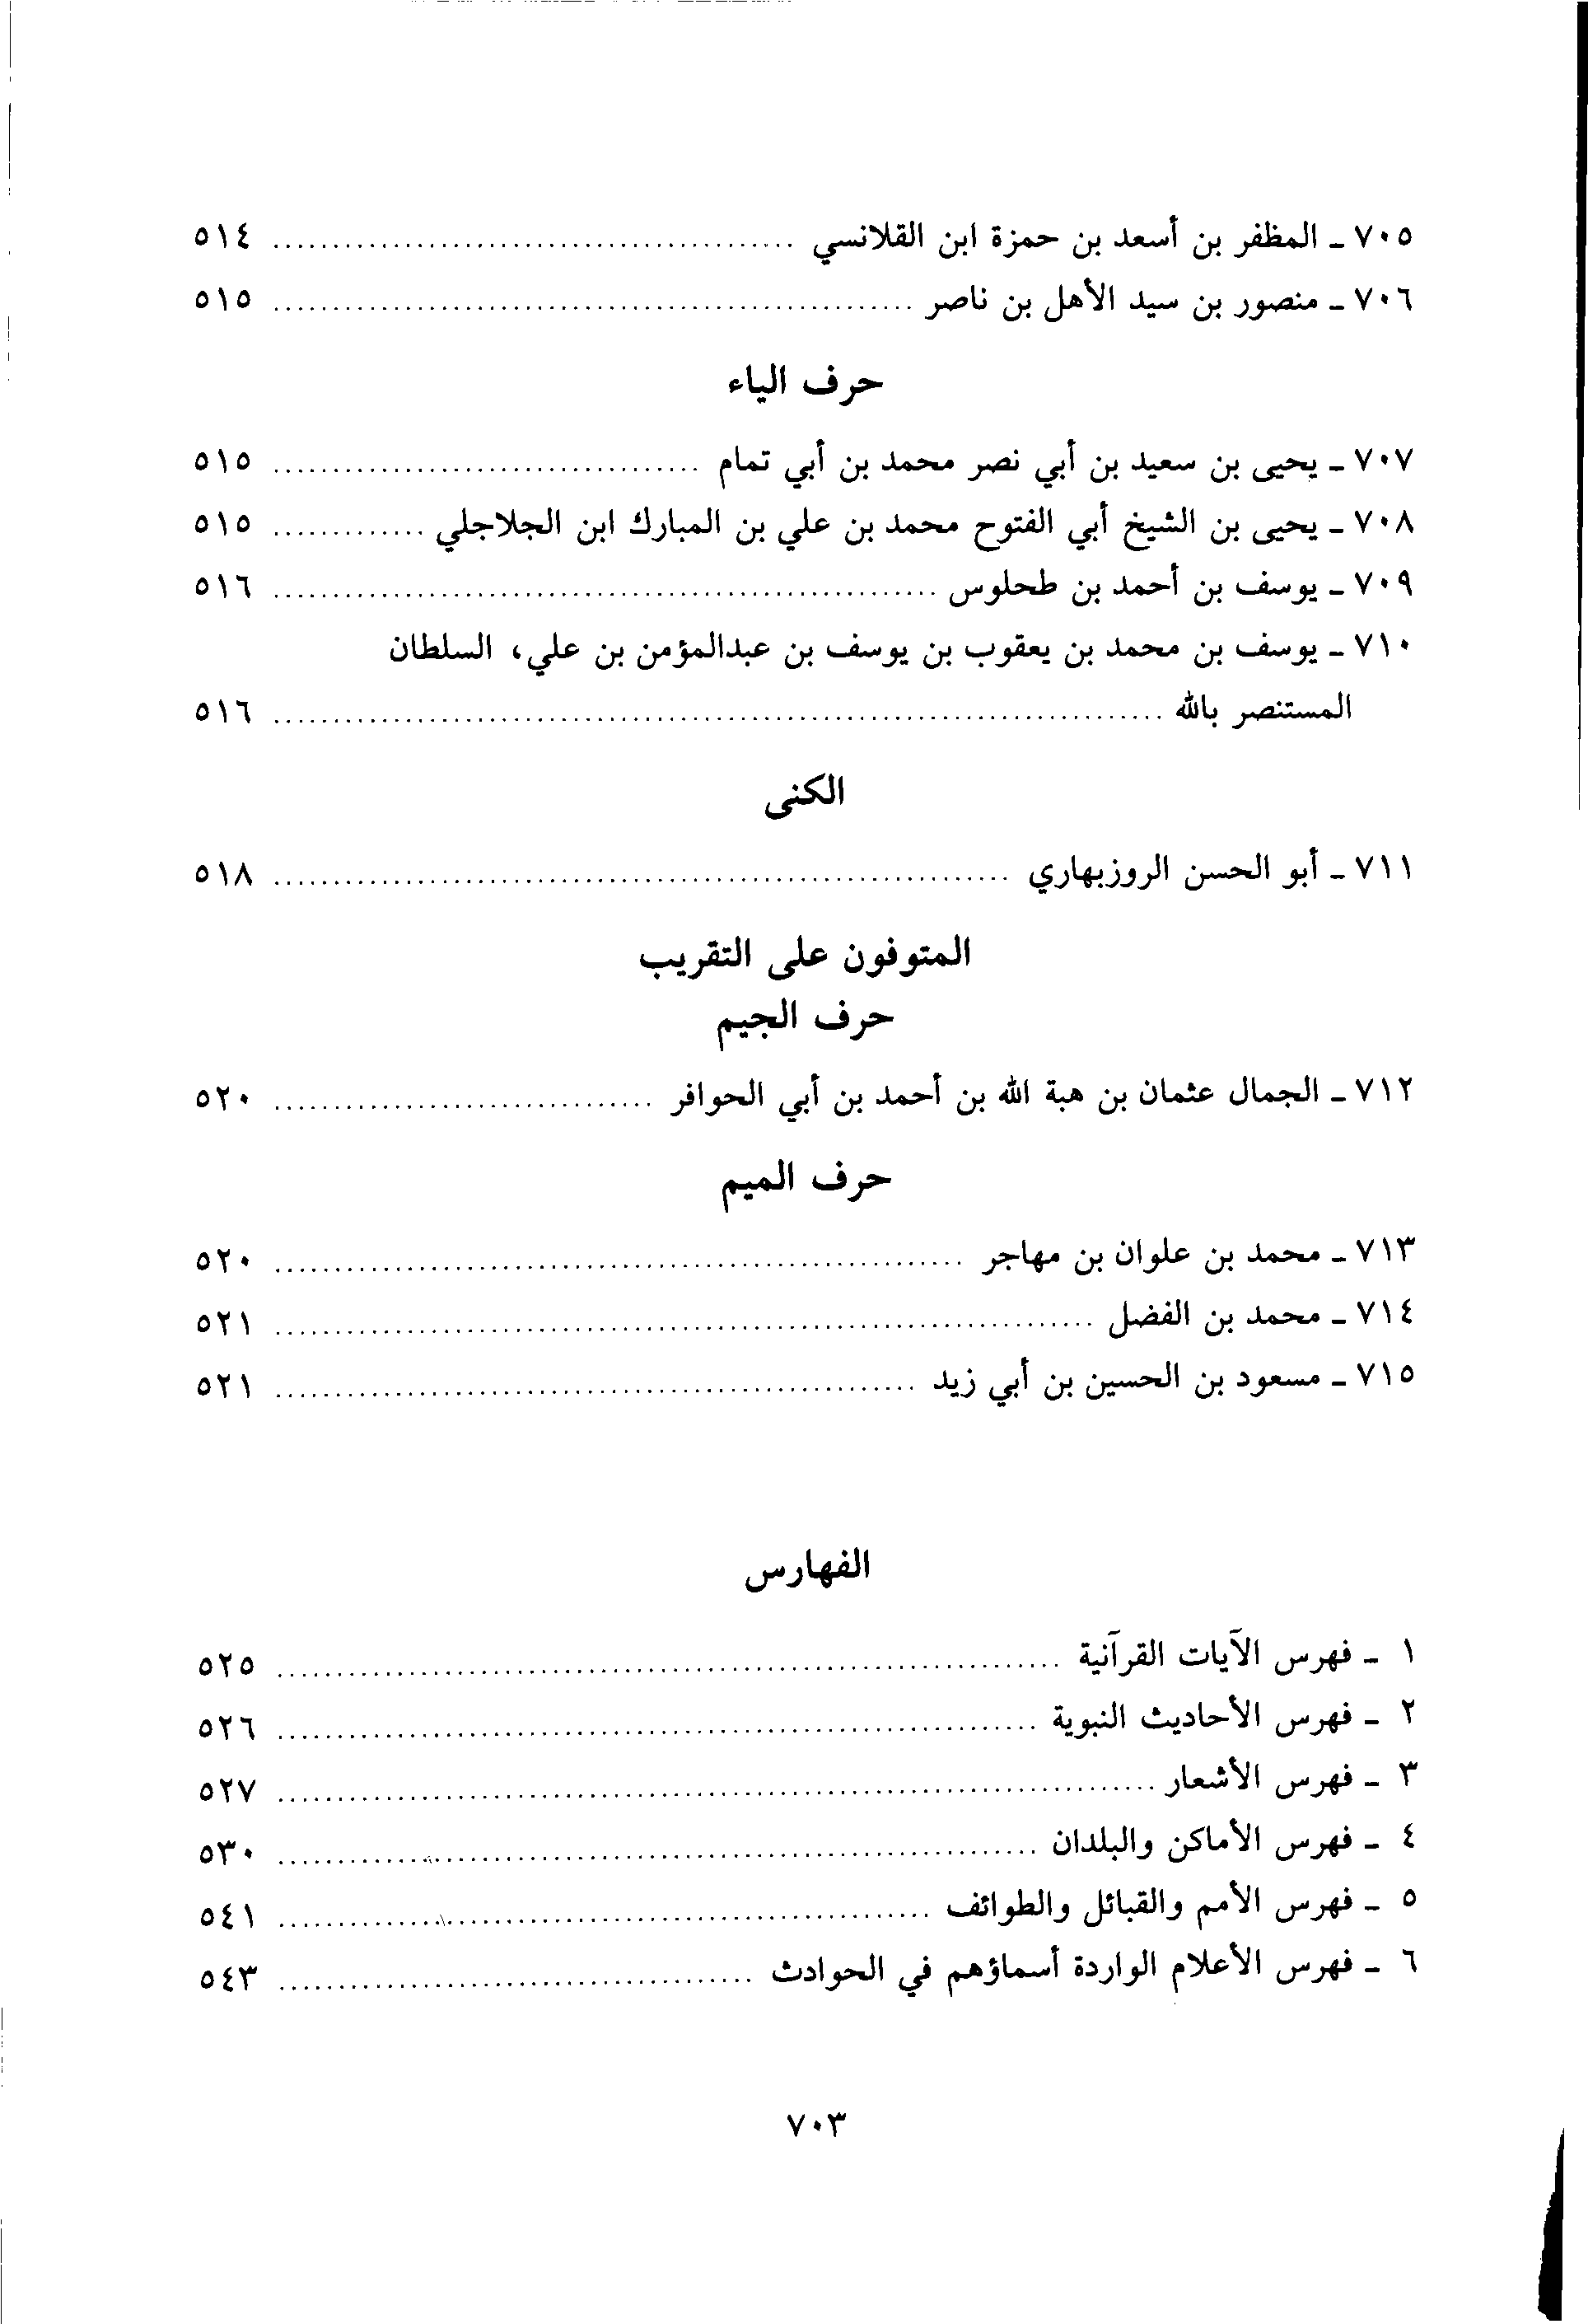 ٧٠٥ - المظفر بن أسعد بن حمزة ابن القلانسي ........ ٥١٤
٧٠٦ - منصور بن سيد الأهل بن ناصر ........ ٥١٥
حرف الياء
٧٠٧ - يحيى بن سعيد بن أبي نصر محمد بن أبي تمام ........ ٥١٥
٧٠٨ - يحيى بن الشيخ أبي الفتوح محمد بن علي بن المبارك ابن الجلاجلي ........ ٥١٥
٧٠٩ - يوسف بن أحمد بن طحلوس ........ ٥١٦
٧١٠ - يوسف بن محمد بن يعقوب بن يوسف بن عبدالمؤمن بن علي، السلطان
المستنصر بالله ........ ٥١٦
الكنى
٧١١ - أبو الحسن الروزبهاري ........ ٥١٨
المتوفون على التقريب
حرف الجيم
٧١٢ - الجمال عثمان بن هبة الله بن أحمد بن أبي الحوافر ........ ٥٢٠
حرف الميم
٧١٣ - محمد بن علوان بن مهاجر ........ ٥٢٠
٧١٤ - محمد بن الفضل ........ ٥٢١
٧١٥ - مسعود بن الحسين بن أبي زيد ........ ٥٢١
الفهارس
١ - فهرس الآيات القرآنية ........ ٥٢٥
٢ - فهرس الأحاديث النبوية ........ ٥٢٦
٣ - فهرس الأشعار ........ ٥٢٧
٤ - فهرس الأماكن والبلدان ........ ٥٣٠
٥ - فهرس الأمم والقبائل والطوائف ........ ٥٤١
٦ - فهرس الأعلام الواردة أسماؤهم في الحوادث ........ ٥٤٣
٧٠٣